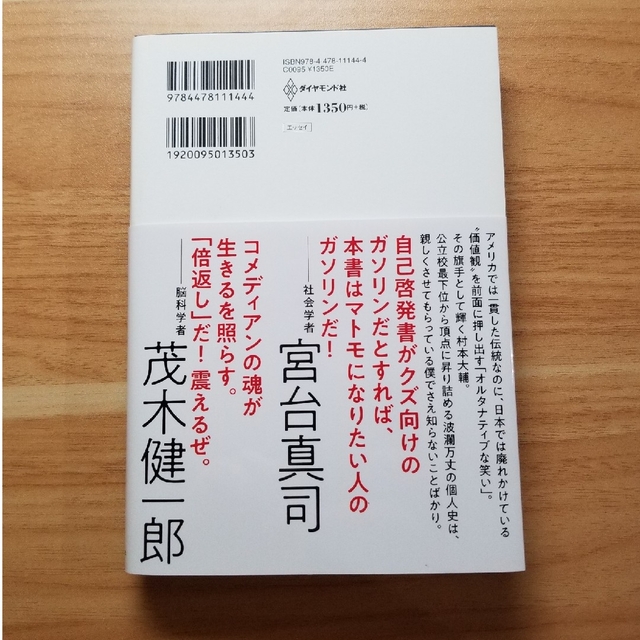 ISBN978-4-478-11144-4
C0095 ¥1350E
ダイヤモンド社
定価[本体1350円+税]
エッセイ
9784478111444
1920095013503
アメリカでは一貫した伝統なのに、日本では廃れかけている
“価値観”を前面に押し出す「オルタナティブな笑い」。
その旗手として輝く村本大輔。
公立校最下位から頂点に昇り詰める波瀾万丈の個人史は、
親しくさせてもらっている僕でさえ知らないことばかり。
自己啓発書がクズ向けの
ガソリンだとすれば、
本書はマトモになりたい人の
ガソリンだ!
──社会学者 宮台真司
コメディアンの魂が
生きるを照らす。
「倍返し」だ! 震えるぜ。
──脳科学者 茂木健一郎